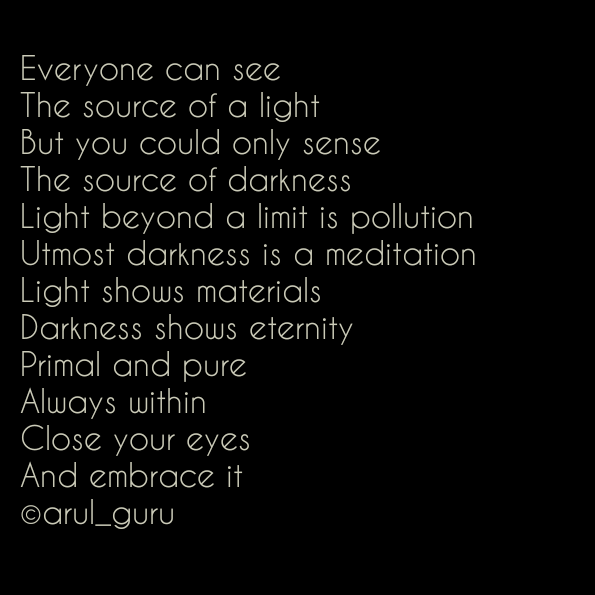 Everyone can see
The source of a light
But you could only sense
The source of darkness
Light beyond a limit is pollution
Utmost darkness is a meditation
Light shows materials
Darkness shows eternity
Primal and pure
Always within
Close your eyes
And embrace it
©arul_guru